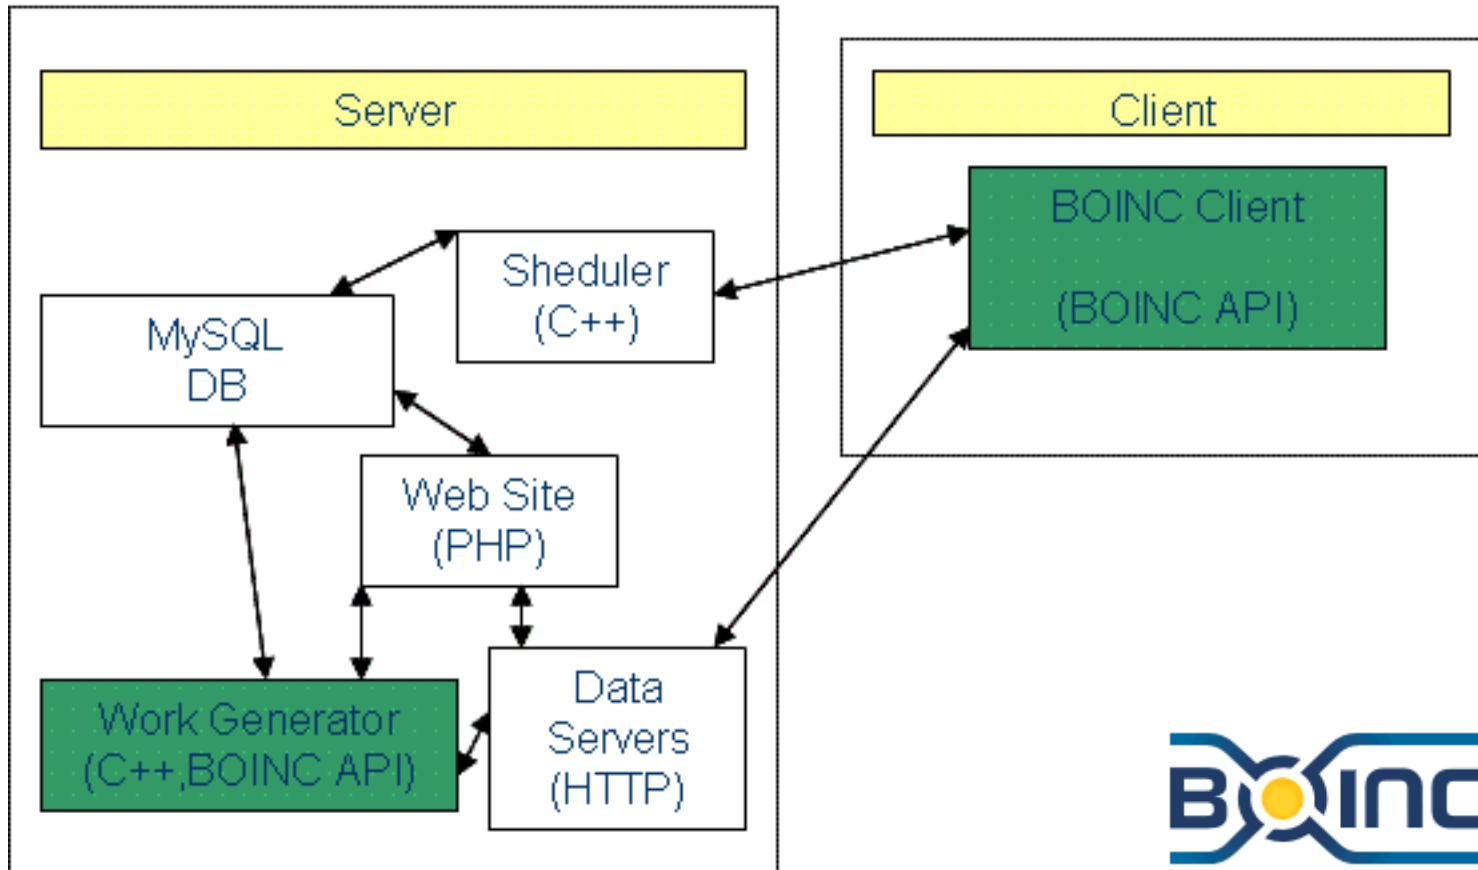 Server
Client
BOINC Client
(BOINC API)
Sheduler
(C++)
MySQL
DB
Web Site
(PHP)
Data
Servers
(HTTP)
Work Generator
(C++,BOINC API)
BOINC